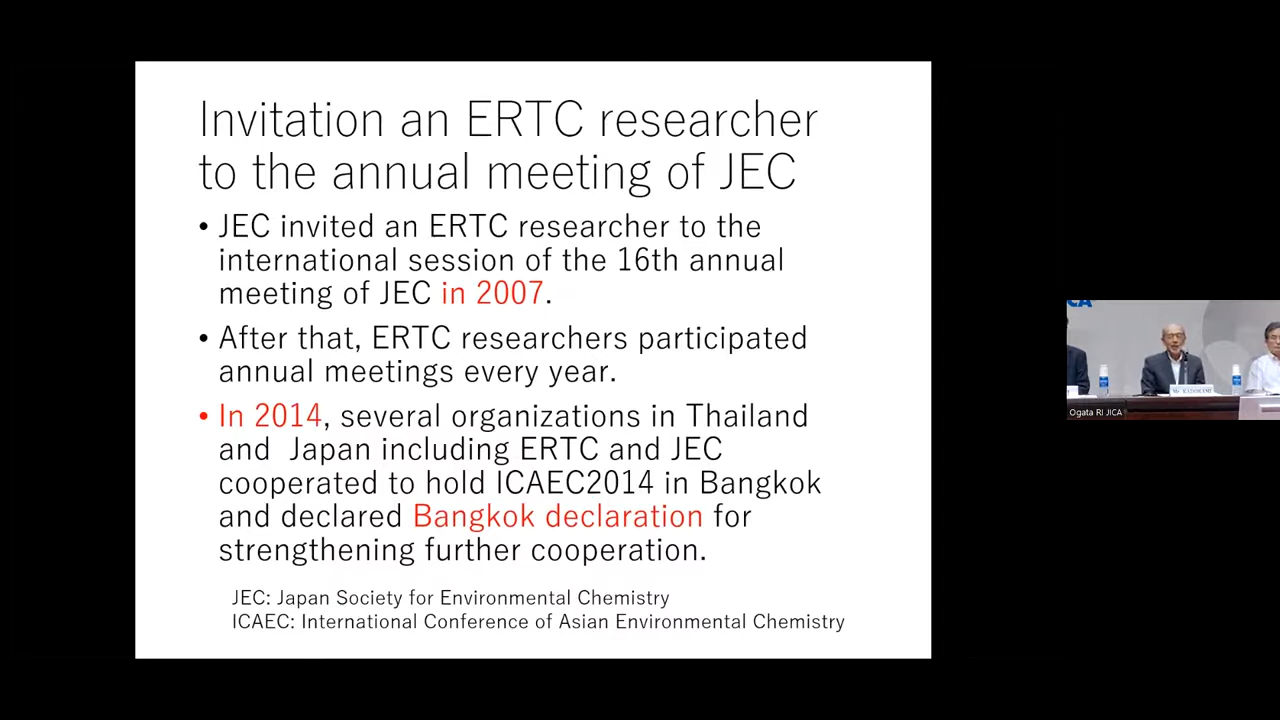 Invitation an ERTC researcher
to the annual meeting of JEC
• JEC invited an ERTC researcher to the
international session of the 16th annual
meeting of JEC in 2007.
• After that, ERTC researchers participated
annual meetings every year.
• In 2014, several organizations in Thailand
and  Japan including ERTC and JEC
cooperated to hold ICAEC2014 in Bangkok
and declared Bangkok declaration for
strengthening further cooperation.
JEC: Japan Society for Environmental Chemistry
ICAEC: International Conference of Asian Environmental Chemistry
Mr. KADOKAMI
Ogata RI JICA